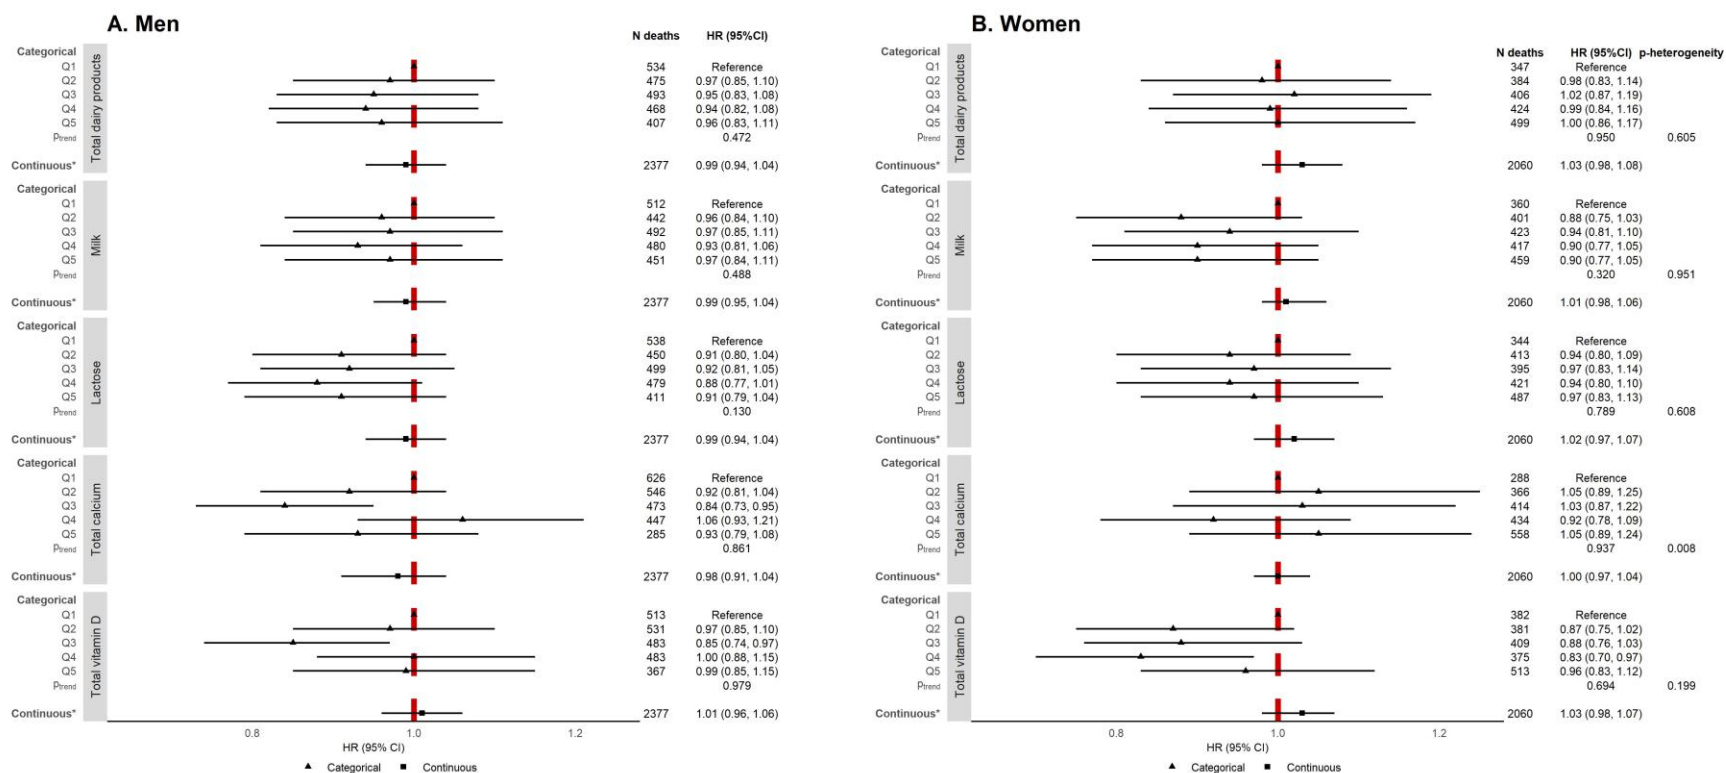 A. Men
N deaths HR (95%CI)
Total dairy products
Categorical
Q1 534 Reference
Q2 475 0.97 (0.85, 1.10)
Q3 493 0.95 (0.83, 1.08)
Q4 468 0.94 (0.82, 1.08)
Q5 407 0.96 (0.83, 1.11)
Ptrend 0.472
Continuous* 2377 0.99 (0.94, 1.04)
Milk
Categorical
Q1 512 Reference
Q2 442 0.96 (0.84, 1.10)
Q3 492 0.97 (0.85, 1.11)
Q4 480 0.93 (0.81, 1.06)
Q5 451 0.97 (0.84, 1.11)
Ptrend 0.488
Continuous* 2377 0.99 (0.95, 1.04)
Lactose
Categorical
Q1 538 Reference
Q2 450 0.91 (0.80, 1.04)
Q3 499 0.92 (0.81, 1.05)
Q4 479 0.88 (0.77, 1.01)
Q5 411 0.91 (0.79, 1.04)
Ptrend 0.130
Continuous* 2377 0.99 (0.94, 1.04)
Total calcium
Categorical
Q1 626 Reference
Q2 546 0.92 (0.81, 1.04)
Q3 473 0.84 (0.73, 0.95)
Q4 447 1.06 (0.93, 1.21)
Q5 285 0.93 (0.79, 1.08)
Ptrend 0.861
Continuous* 2377 0.98 (0.91, 1.04)
Total vitamin D
Categorical
Q1 513 Reference
Q2 531 0.97 (0.85, 1.10)
Q3 483 0.85 (0.74, 0.97)
Q4 483 1.00 (0.88, 1.15)
Q5 367 0.99 (0.85, 1.15)
Ptrend 0.979
Continuous* 2377 1.01 (0.96, 1.06)
0.8 1.0 1.2
HR (95% CI)
Categorical Continuous
B. Women
N deaths HR (95%CI) p-heterogeneity
Total dairy products
Categorical
Q1 347 Reference
Q2 384 0.98 (0.83, 1.14)
Q3 406 1.02 (0.87, 1.19)
Q4 424 0.99 (0.84, 1.16)
Q5 499 1.00 (0.86, 1.17)
Ptrend 0.950 0.605
Continuous* 2060 1.03 (0.98, 1.08)
Milk
Categorical
Q1 360 Reference
Q2 401 0.88 (0.75, 1.03)
Q3 423 0.94 (0.81, 1.10)
Q4 417 0.90 (0.77, 1.05)
Q5 459 0.90 (0.77, 1.05)
Ptrend 0.320 0.951
Continuous* 2060 1.01 (0.98, 1.06)
Lactose
Categorical
Q1 344 Reference
Q2 413 0.94 (0.80, 1.09)
Q3 395 0.97 (0.83, 1.14)
Q4 421 0.94 (0.80, 1.10)
Q5 487 0.97 (0.83, 1.13)
Ptrend 0.789 0.608
Continuous* 2060 1.02 (0.97, 1.07)
Total calcium
Categorical
Q1 288 Reference
Q2 366 1.05 (0.89, 1.25)
Q3 414 1.03 (0.87, 1.22)
Q4 434 0.92 (0.78, 1.09)
Q5 558 1.05 (0.89, 1.24)
Ptrend 0.937 0.008
Continuous* 2060 1.00 (0.97, 1.04)
Total vitamin D
Categorical
Q1 382 Reference
Q2 381 0.87 (0.75, 1.02)
Q3 409 0.88 (0.76, 1.03)
Q4 375 0.83 (0.70, 0.97)
Q5 513 0.96 (0.83, 1.12)
Ptrend 0.694 0.199
Continuous* 2060 1.03 (0.98, 1.07)
0.8 1.0 1.2
HR (95% CI)
Categorical Continuous